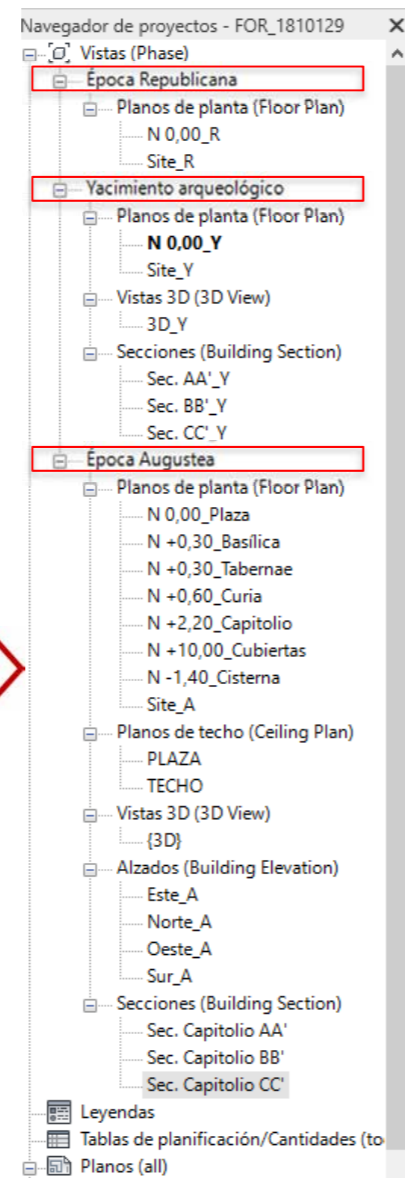 Navegador de proyectos - FOR_1810129
Vistas (Phase)
Época Republicana
Planos de planta (Floor Plan)
N 0,00_R
Site_R
Yacimiento arqueológico
Planos de planta (Floor Plan)
N 0,00_Y
Site_Y
Vistas 3D (3D View)
3D_Y
Secciones (Building Section)
Sec. AA'_Y
Sec. BB'_Y
Sec. CC'_Y
Época Augustea
Planos de planta (Floor Plan)
N 0,00_Plaza
N +0,30_Basílica
N +0,30_Tabernae
N +0,60_Curia
N +2,20_Capitolio
N +10,00_Cubiertas
N -1,40_Cisterna
Site_A
Planos de techo (Ceiling Plan)
PLAZA
TECHO
Vistas 3D (3D View)
{3D}
Alzados (Building Elevation)
Este_A
Norte_A
Oeste_A
Sur_A
Secciones (Building Section)
Sec. Capitolio AA'
Sec. Capitolio BB'
Sec. Capitolio CC'
Leyendas
Tablas de planificación/Cantidades (to
Planos (all)